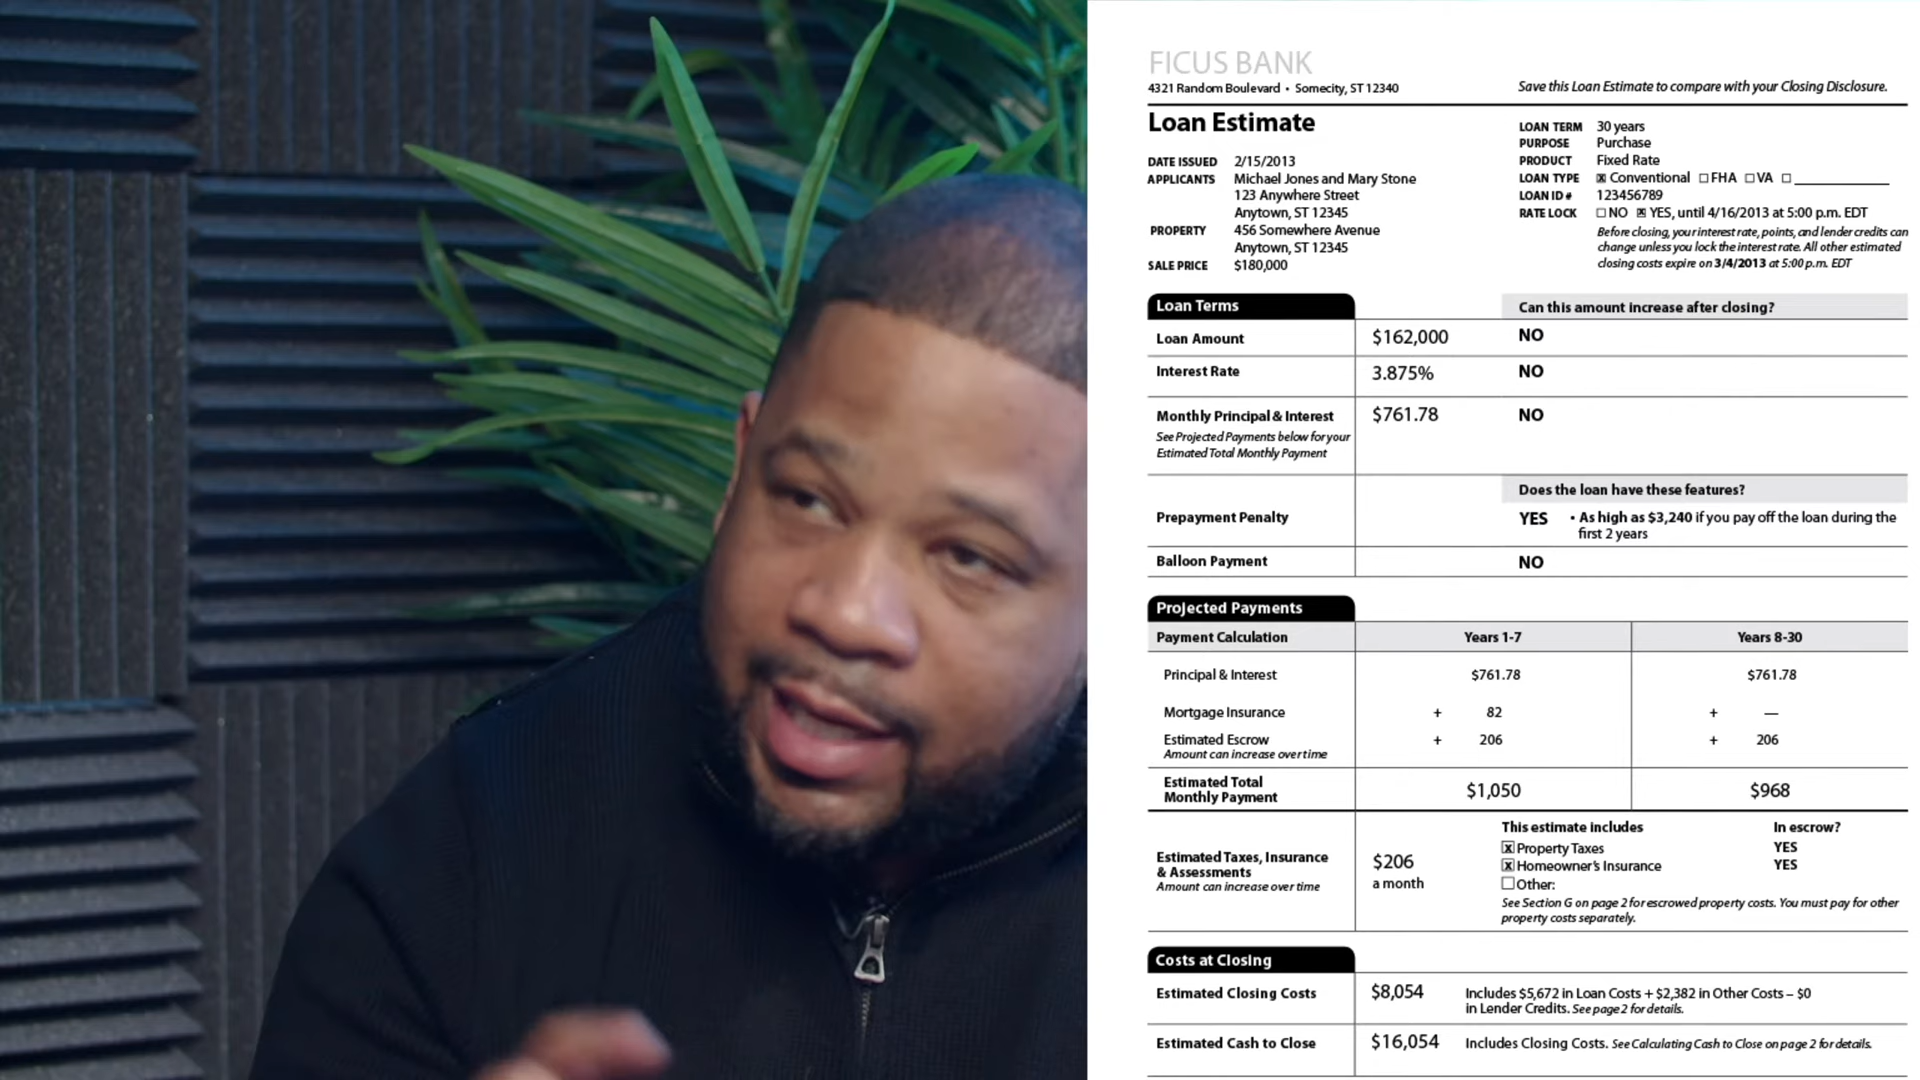 FICUS BANK
4321 Random Boulevard • Somecity, ST 12340
Save this Loan Estimate to compare with your Closing Disclosure.
Loan Estimate
DATE ISSUED 2/15/2013
APPLICANTS Michael Jones and Mary Stone
123 Anywhere Street
Anytown, ST 12345
PROPERTY 456 Somewhere Avenue
Anytown, ST 12345
SALE PRICE $180,000
LOAN TERM 30 years
PURPOSE Purchase
PRODUCT Fixed Rate
LOAN TYPE ☒ Conventional ☐ FHA ☐ VA ☐ ____________
LOAN ID # 123456789
RATE LOCK ☐ NO ☒ YES, until 4/16/2013 at 5:00 p.m. EDT
Before closing, your interest rate, points, and lender credits can
change unless you lock the interest rate. All other estimated
closing costs expire on 3/4/2013 at 5:00 p.m. EDT
Loan Terms Can this amount increase after closing?
Loan Amount $162,000 NO
Interest Rate 3.875% NO
Monthly Principal & Interest $761.78 NO
See Projected Payments below for your
Estimated Total Monthly Payment
Does the loan have these features?
Prepayment Penalty YES • As high as $3,240 if you pay off the loan during the
first 2 years
Balloon Payment NO
Projected Payments
Payment Calculation Years 1-7 Years 8-30
Principal & Interest $761.78 $761.78
Mortgage Insurance + 82 + —
Estimated Escrow + 206 + 206
Amount can increase over time
Estimated Total
Monthly Payment $1,050 $968
This estimate includes In escrow?
☒ Property Taxes YES
☒ Homeowner's Insurance YES
☐ Other:
Estimated Taxes, Insurance
& Assessments
Amount can increase over time
$206
a month
See Section G on page 2 for escrowed property costs. You must pay for other
property costs separately.
Costs at Closing
Estimated Closing Costs $8,054 Includes $5,672 in Loan Costs + $2,382 in Other Costs – $0
in Lender Credits. See page 2 for details.
Estimated Cash to Close $16,054 Includes Closing Costs. See Calculating Cash to Close on page 2 for details.